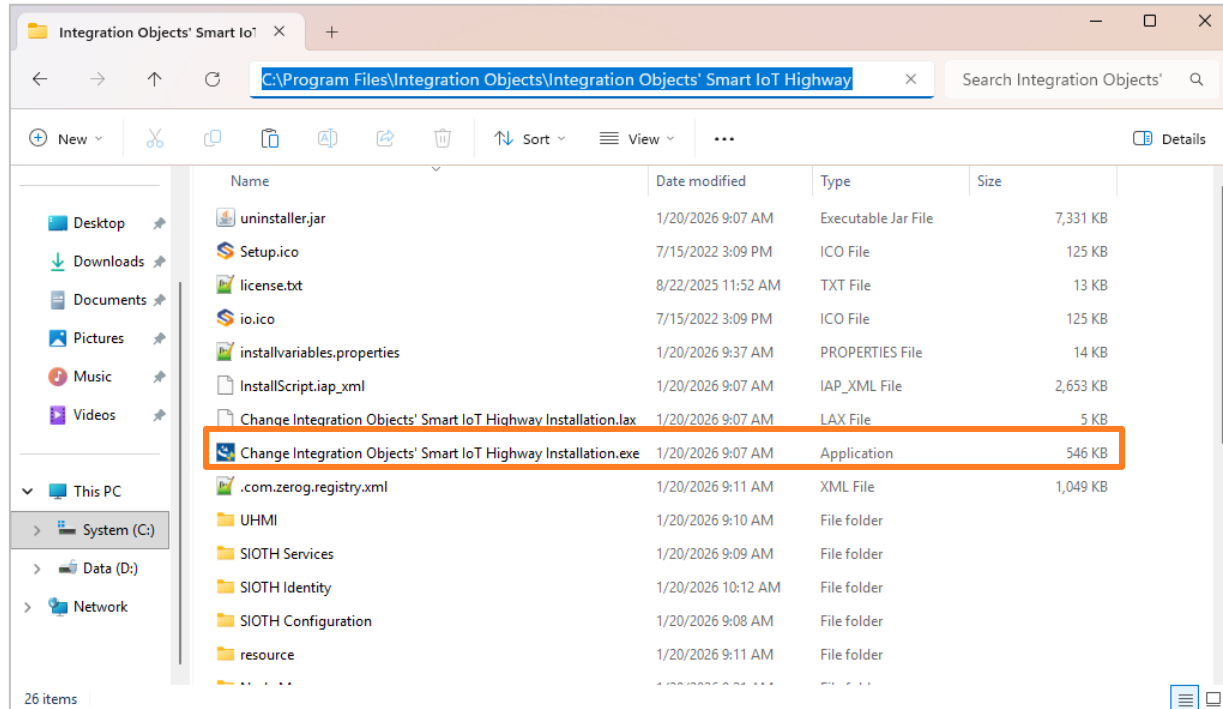 Integration Objects' Smart IoT
C:\Program Files\Integration Objects\Integration Objects' Smart IoT Highway
Search Integration Objects'
New
Sort
View
Details
Name Date modified Type Size
Desktop
Downloads
Documents
Pictures
Music
Videos
This PC
System (C:)
Data (D:)
Network
uninstaller.jar 1/20/2026 9:07 AM Executable Jar File 7,331 KB
Setup.ico 7/15/2022 3:09 PM ICO File 125 KB
license.txt 8/22/2025 11:52 AM TXT File 13 KB
io.ico 7/15/2022 3:09 PM ICO File 125 KB
installvariables.properties 1/20/2026 9:37 AM PROPERTIES File 14 KB
InstallScript.iap_xml 1/20/2026 9:07 AM IAP_XML File 2,653 KB
Change Integration Objects' Smart IoT Highway Installation.lax 1/20/2026 9:07 AM LAX File 5 KB
Change Integration Objects' Smart IoT Highway Installation.exe 1/20/2026 9:07 AM Application 546 KB
.com.zerog.registry.xml 1/20/2026 9:11 AM XML File 1,049 KB
UHMI 1/20/2026 9:10 AM File folder
SIOTH Services 1/20/2026 9:09 AM File folder
SIOTH Identity 1/20/2026 10:12 AM File folder
SIOTH Configuration 1/20/2026 9:08 AM File folder
resource 1/20/2026 9:11 AM File folder
26 items